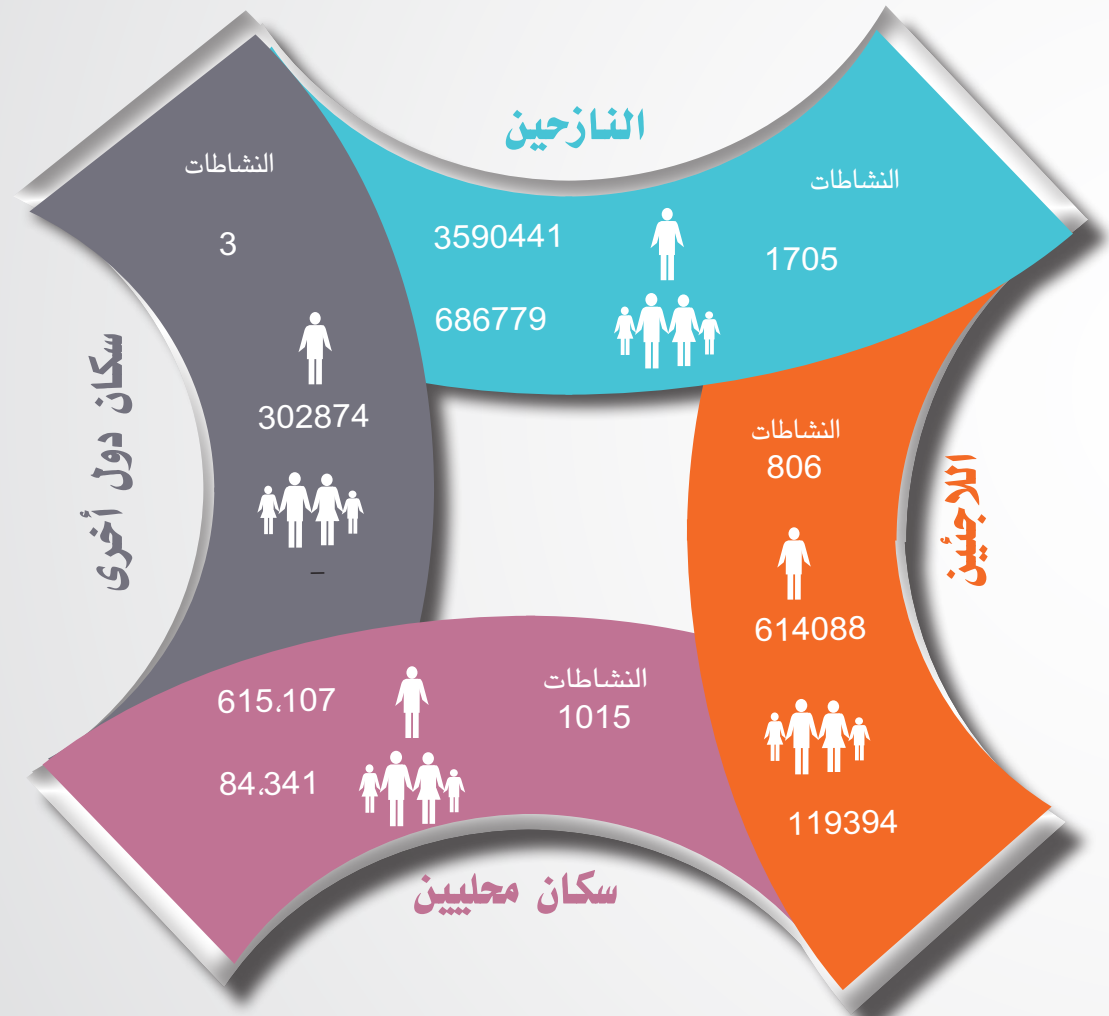 النازحين
النشاطات
1705
3590441
686779
اللاجئين
النشاطات
806
614088
119394
سكان محليين
النشاطات
1015
615،107
84،341
سكان دول أخرى
النشاطات
3
302874
–